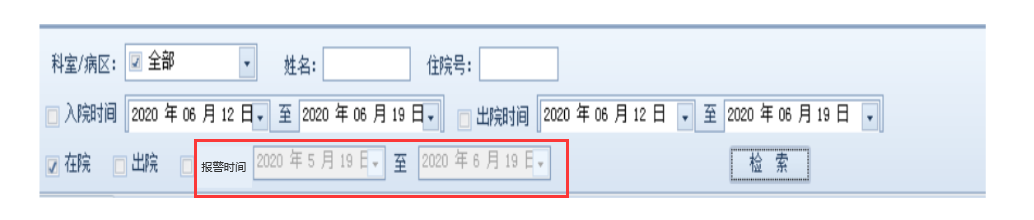 科室/病区: 全部 姓名: 住院号:
入院时间 2020 年 06 月 12 日 至 2020 年 06 月 19 日 出院时间 2020 年 06 月 12 日 至 2020 年 06 月 19 日
在院 出院 报警时间 2020 年 5 月 19 日 至 2020 年 6 月 19 日 检 索